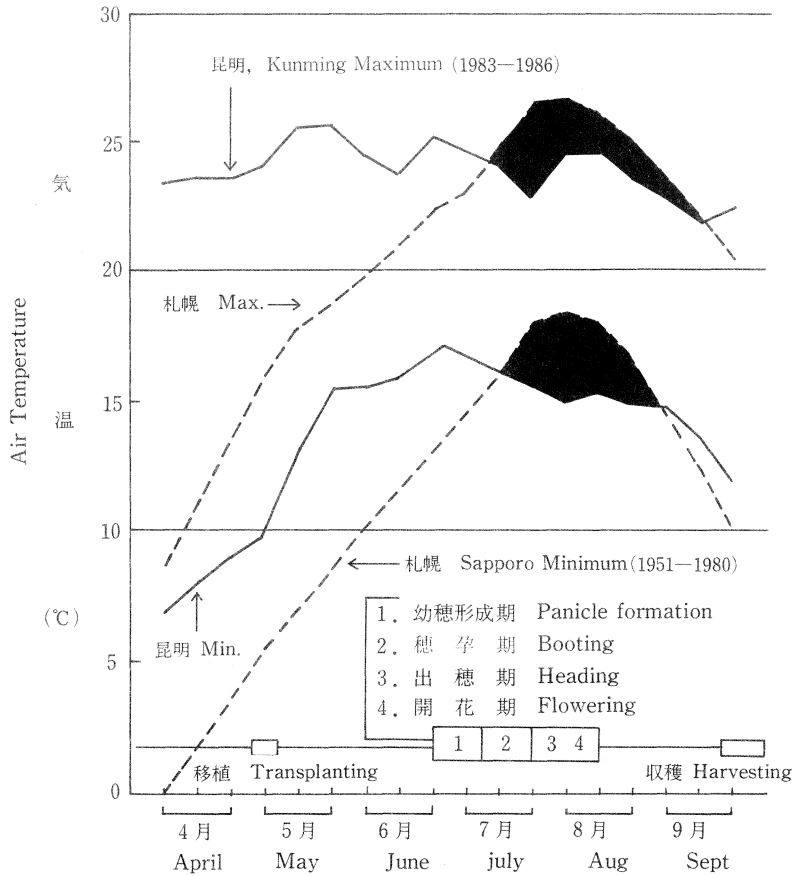 30
昆明, Kunming Maximum (1983—1986)
25
気
20
札幌 Max.
Air Temperature
15
温
10
札幌 Sapporo Minimum (1951—1980)
(℃)
1. 幼穂形成期 Panicle formation
昆明 Min.
2. 穂孕期 Booting
5
3. 出穂期 Heading
4. 開花期 Flowering
1 2 3 4
移植 Transplanting
収穫 Harvesting
0
4月 5月 6月 7月 8月 9月
April May June july Aug Sept